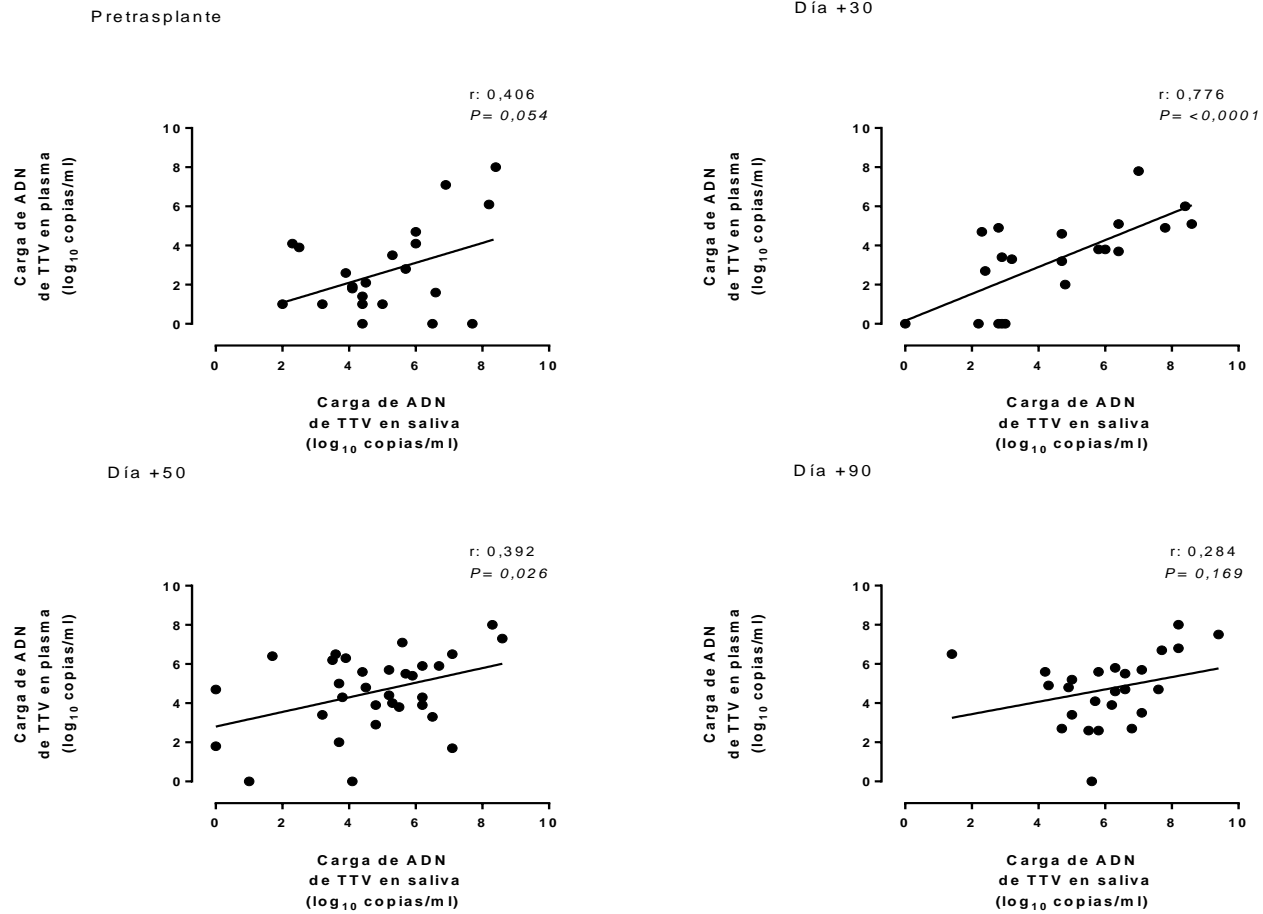 Pretrasplante
r: 0,406
P= 0,054
10
8
6
4
2
0
Carga de ADN
de TTV en plasma
(log10 copias/ml)
0 2 4 6 8 10
Carga de ADN
de TTV en saliva
(log10 copias/ml)
Día +30
r: 0,776
P= <0,0001
10
8
6
4
2
0
Carga de ADN
de TTV en plasma
(log10 copias/ml)
0 2 4 6 8 10
Carga de ADN
de TTV en saliva
(log10 copias/ml)
Día +50
r: 0,392
P= 0,026
10
8
6
4
2
0
Carga de ADN
de TTV en plasma
(log10 copias/ml)
0 2 4 6 8 10
Carga de ADN
de TTV en saliva
(log10 copias/ml)
Día +90
r: 0,284
P= 0,169
10
8
6
4
2
0
Carga de ADN
de TTV en plasma
(log10 copias/ml)
0 2 4 6 8 10
Carga de ADN
de TTV en saliva
(log10 copias/ml)